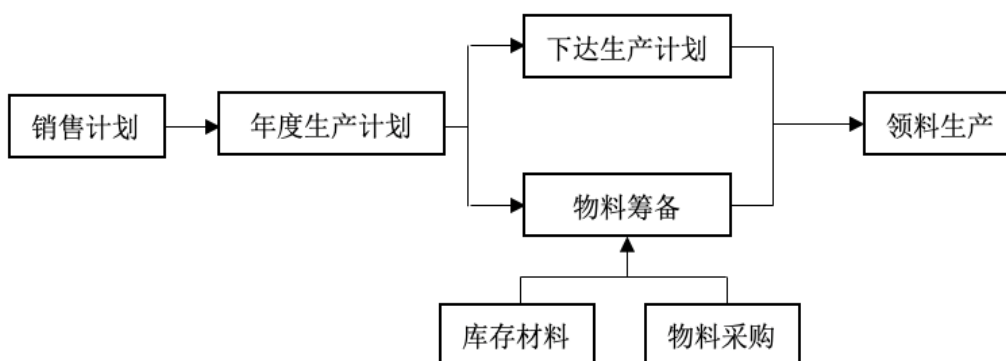 下达生产计划
销售计划
年度生产计划
领料生产
物料筹备
库存材料
物料采购